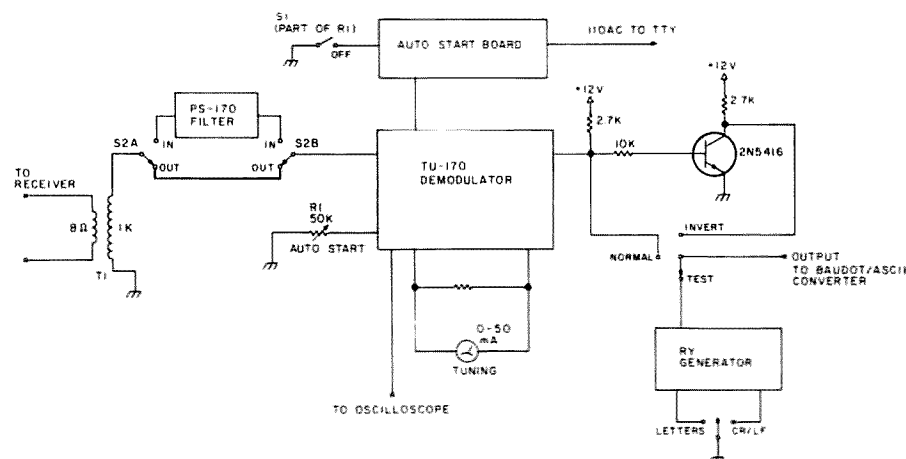 S1
(PART OF R1)
OFF
AUTO START BOARD
110AC TO TTY
+12V
2.7K
+12V
2.7K
PS-170
FILTER
IN
IN
S2A
OUT
OUT
S2B
TU-170
DEMODULATOR
10K
2N5416
TO
RECEIVER
8Ω
1K
T1
R1
50K
AUTO START
INVERT
NORMAL
OUTPUT
TO BAUDOT/ASCII
CONVERTER
TEST
0-50
mA
TUNING
RY
GENERATOR
TO OSCILLOSCOPE
LETTERS
CR/LF